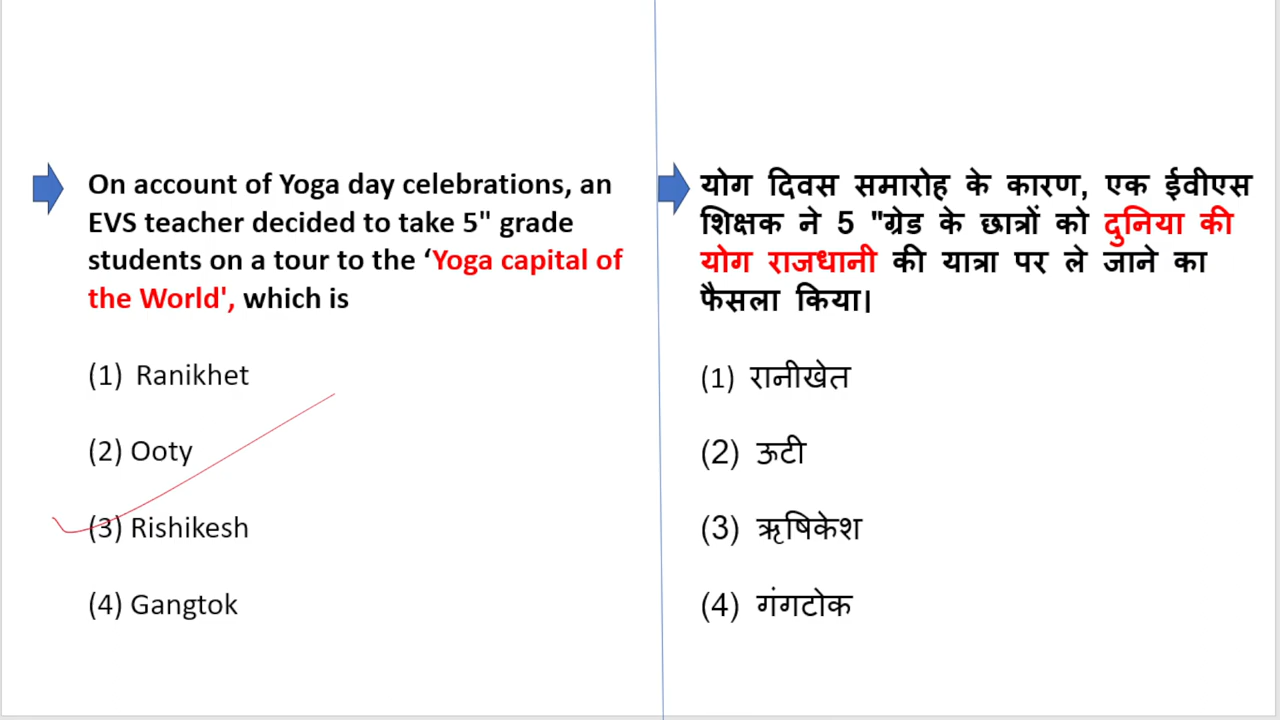 On account of Yoga day celebrations, an
EVS teacher decided to take 5" grade
students on a tour to the ‘Yoga capital of
the World', which is
(1) Ranikhet
(2) Ooty
(3) Rishikesh
(4) Gangtok
योग दिवस समारोह के कारण, एक ईवीएस
शिक्षक ने 5 "ग्रेड के छात्रों को दुनिया की
योग राजधानी की यात्रा पर ले जाने का
फैसला किया।
(1) रानीखेत
(2) ऊटी
(3) ऋषिकेश
(4) गंगटोक